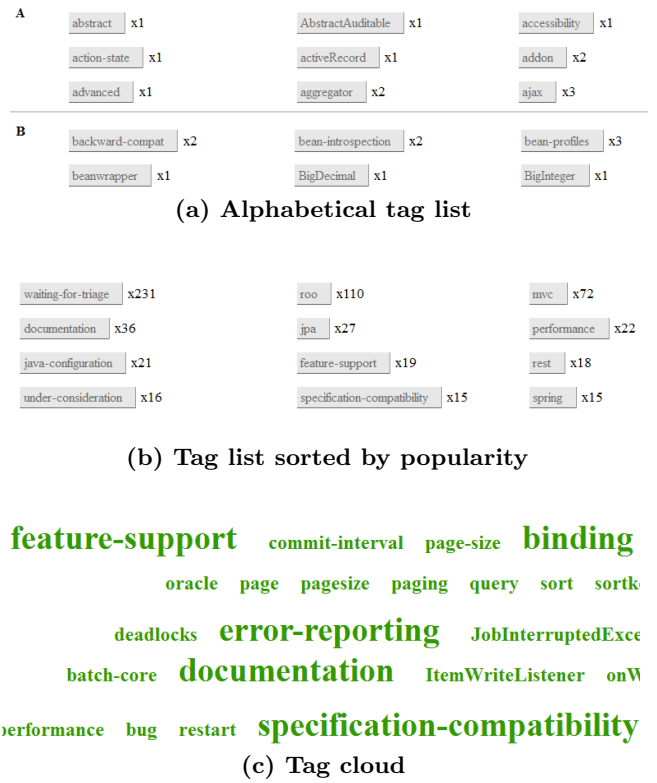 A abstract x1 AbstractAuditable x1 accessibility x1
action-state x1 activeRecord x1 addon x2
advanced x1 aggregator x2 ajax x3
B backward-compat x2 bean-introspection x2 bean-profiles x3
beanwrapper x1 BigDecimal x1 BigInteger x1
(a) Alphabetical tag list
waiting-for-triage x231 roo x110 mvc x72
documentation x36 jpa x27 performance x22
java-configuration x21 feature-support x19 rest x18
under-consideration x16 specification-compatibility x15 spring x15
(b) Tag list sorted by popularity
feature-support commit-interval page-size binding
oracle page pagesize paging query sort sortk
deadlocks error-reporting JobInterruptedExce
batch-core documentation ItemWriteListener onW
performance bug restart specification-compatibility
(c) Tag cloud